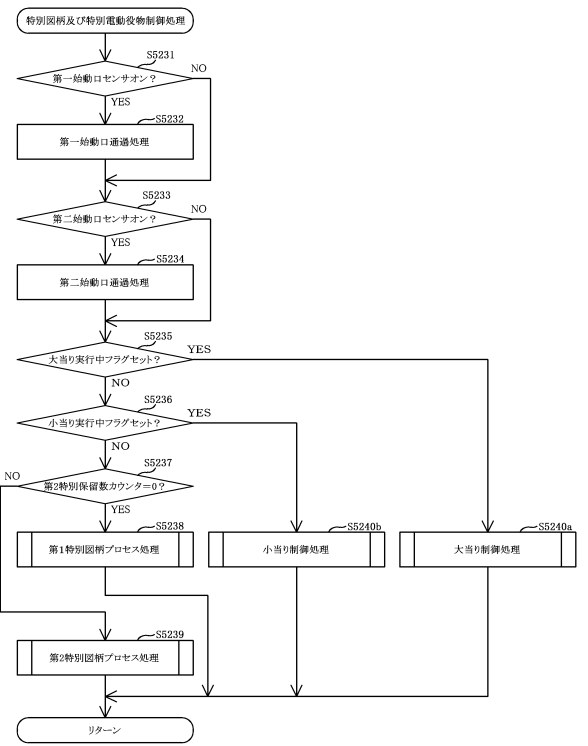 特別図柄及び特別電動役物制御処理
S5231
第一始動口センサオン？
NO
YES
S5232
第一始動口通過処理
S5233
第二始動口センサオン？
NO
YES
S5234
第二始動口通過処理
S5235
大当り実行中フラグセット？
YES
NO
S5236
小当り実行中フラグセット？
YES
NO
S5237
第2特別保留数カウンタ=0？
NO
YES
S5238
第1特別図柄プロセス処理
S5240b
小当り制御処理
S5240a
大当り制御処理
S5239
第2特別図柄プロセス処理
リターン